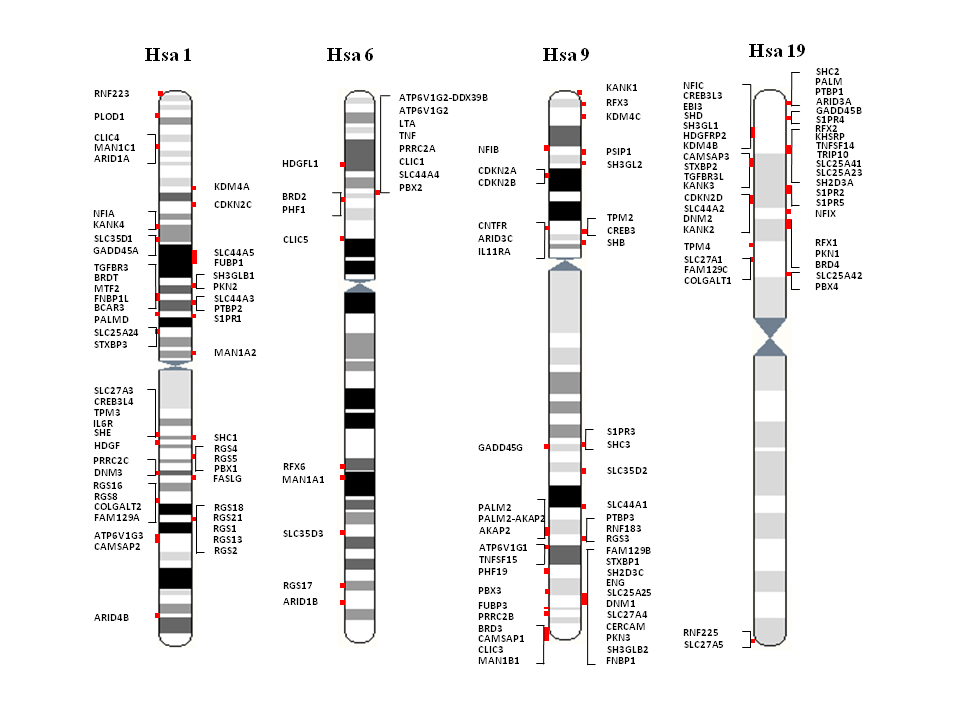 Hsa 1
RNF223
PLOD1
CLIC4
MAN1C1
ARID1A
NFIA
KANK4
SLC35D1
GADD45A
TGFBR3
BRDT
MTF2
FNBP1L
BCAR3
PALMD
SLC25A24
STXBP3
SLC27A3
CREB3L4
TPM3
IL6R
SHE
HDGF
PRRC2C
DNM3
RGS16
RGS8
COLGALT2
FAM129A
ATP6V1G3
CAMSAP2
ARID4B
KDM4A
CDKN2C
SLC44A5
FUBP1
SH3GLB1
PKN2
SLC44A3
PTBP2
S1PR1
MAN1A2
SHC1
RGS4
RGS5
PBX1
FASLG
RGS18
RGS21
RGS1
RGS13
RGS2
Hsa 6
HDGFL1
BRD2
PHF1
CLIC5
RFX6
MAN1A1
SLC35D3
RGS17
ARID1B
ATP6V1G2-DDX39B
ATP6V1G2
LTA
TNF
PRRC2A
CLIC1
SLC44A4
PBX2
Hsa 9
NFIB
CDKN2A
CDKN2B
CNTFR
ARID3C
IL11RA
GADD45G
PALM2
PALM2-AKAP2
AKAP2
ATP6V1G1
TNFSF15
PHF19
PBX3
FUBP3
PRRC2B
BRD3
CAMSAP1
CLIC3
MAN1B1
KANK1
RFX3
KDM4C
PSIP1
SH3GL2
TPM2
CREB3
SHB
S1PR3
SHC3
SLC35D2
SLC44A1
PTBP3
RNF183
RGS3
FAM129B
STXBP1
SH2D3C
ENG
SLC25A25
DNM1
SLC27A4
CERCAM
PKN3
SH3GLB2
FNBP1
Hsa 19
NFIC
CREB3L3
EBI3
SHD
SH3GL1
HDGFRP2
KDM4B
CAMSAP3
STXBP2
TGFBR3L
KANK3
CDKN2D
SLC44A2
DNM2
KANK2
TPM4
SLC27A1
FAM129C
COLGALT1
RNF225
SLC27A5
SHC2
PALM
PTBP1
ARID3A
GADD45B
S1PR4
RFX2
KHSRP
TNFSF14
TRIP10
SLC25A41
SLC25A23
SH2D3A
S1PR2
S1PR5
NFIX
RFX1
PKN1
BRD4
SLC25A42
PBX4